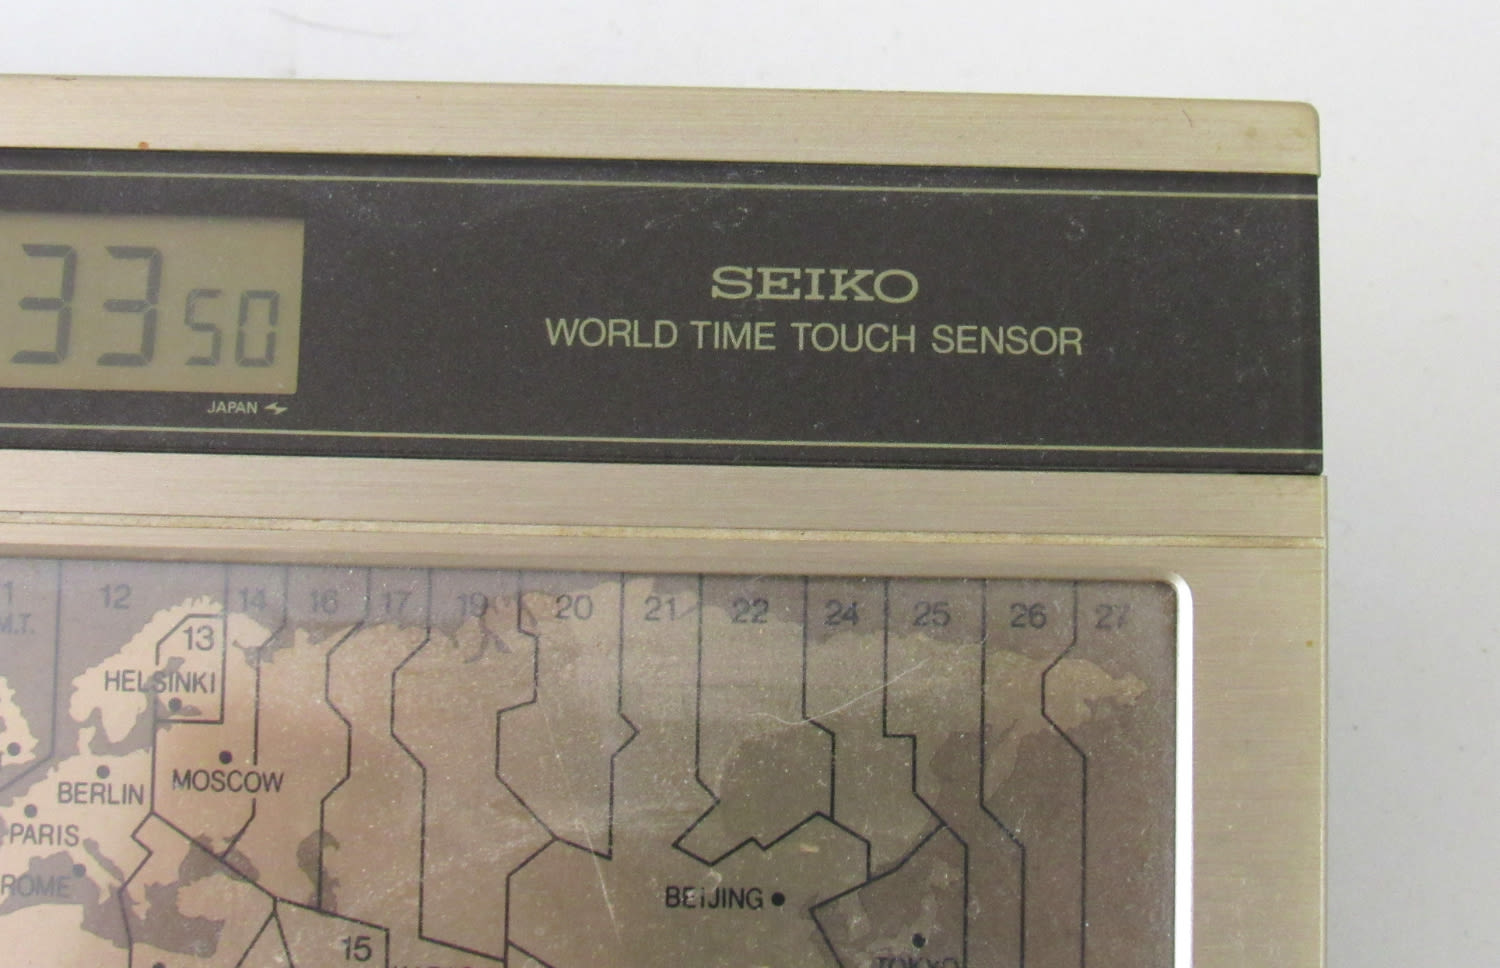 33 50
SEIKO
WORLD TIME TOUCH SENSOR
JAPAN
12
14
16
17
19
20
21
22
24
25
26
27
M.T.
13
HELSINKI
MOSCOW
BERLIN
PARIS
ROME
BEIJING
15
TOKYO